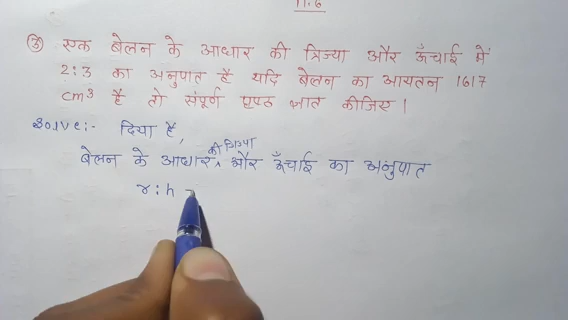 11.6
③ एक बेलन के आधार की त्रिज्या और ऊँचाई में
2:3 का अनुपात है यदि बेलन का आयतन 1617
cm³ है तो संपूर्ण पृष्ठ ज्ञात कीजिए।
Solve:- दिया है,
की त्रिज्या
बेलन के आधार ^ और ऊँचाई का अनुपात
r:h -